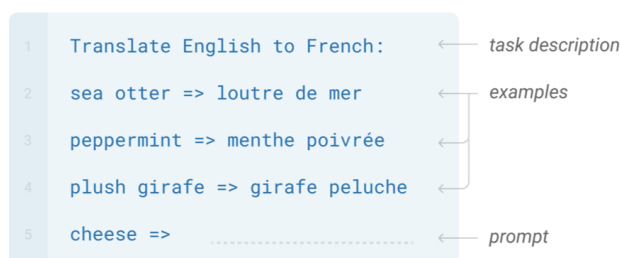 1 Translate English to French: task description
2 sea otter => loutre de mer examples
3 peppermint => menthe poivrée
4 plush girafe => girafe peluche
5 cheese => prompt